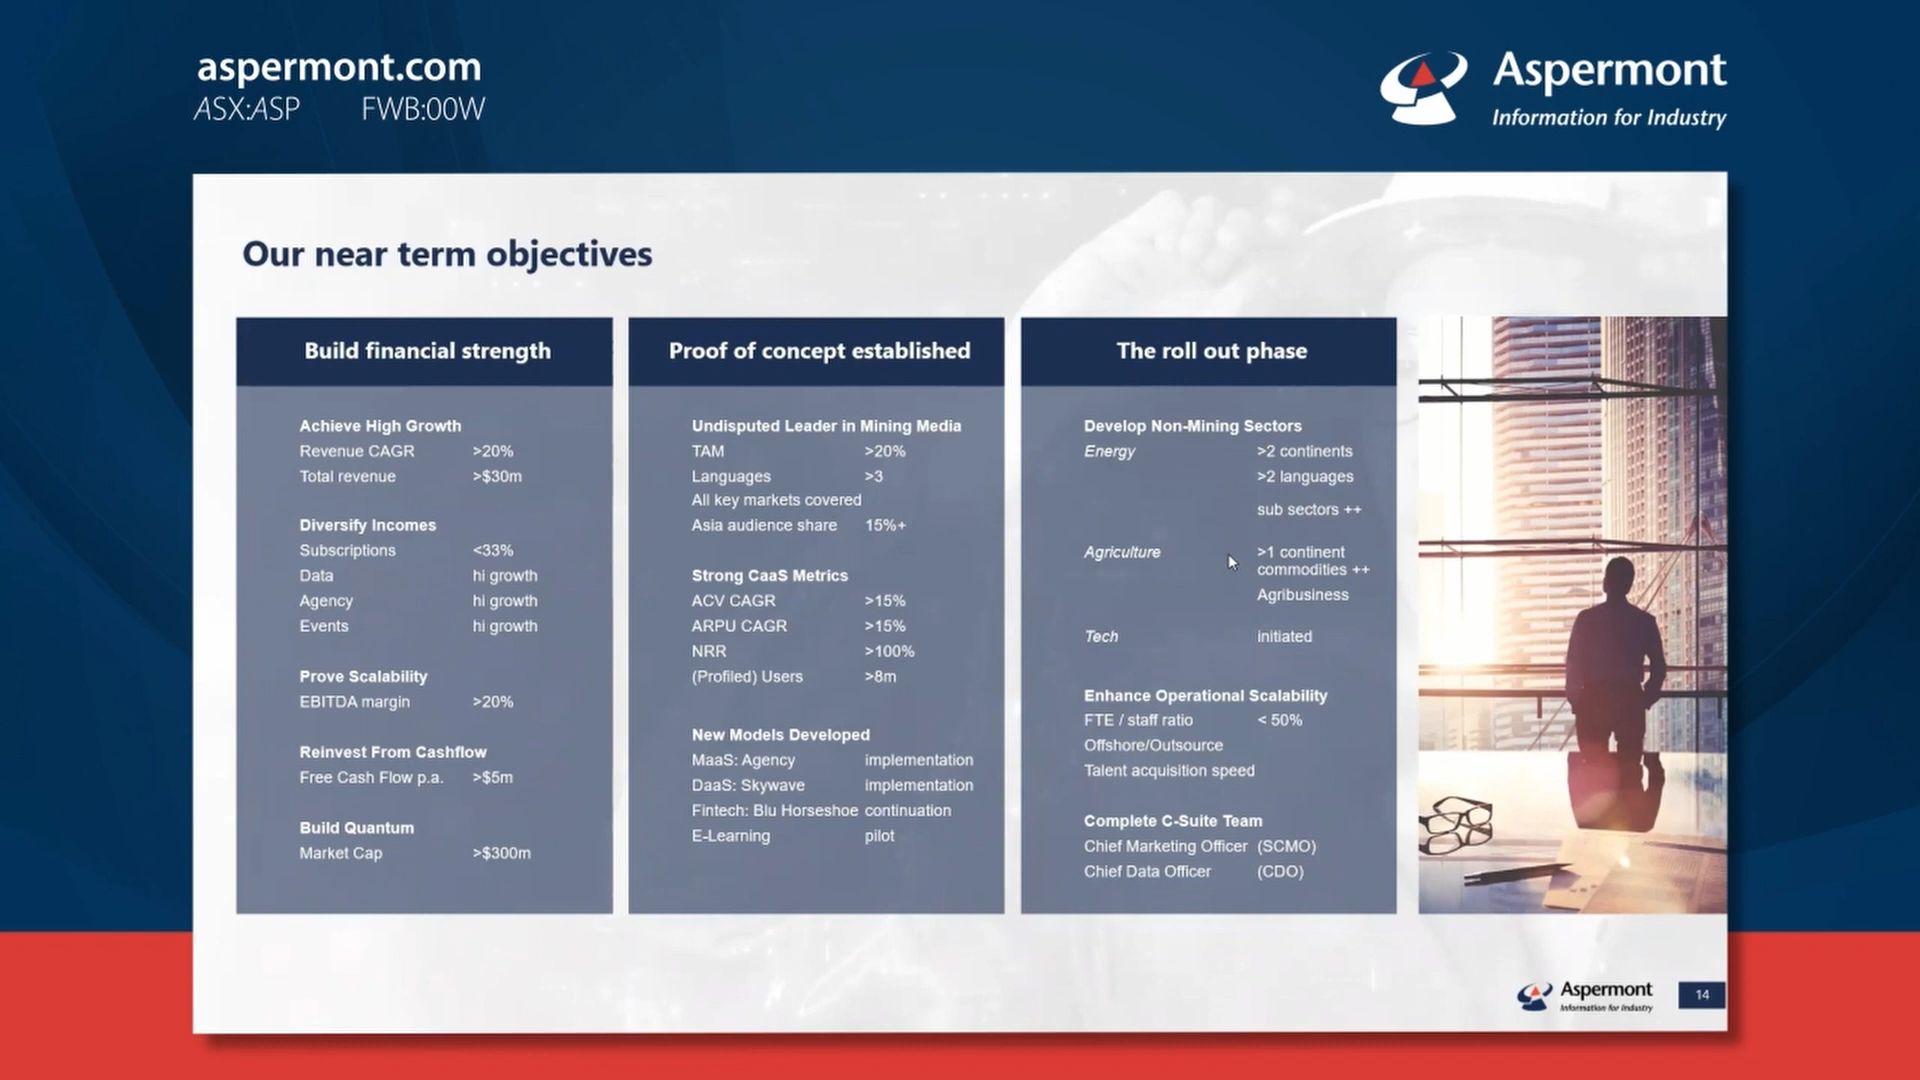 aspermont.com
ASX:ASP FWB:00W
Aspermont
Information for Industry
Our near term objectives
Build financial strength
Achieve High Growth
Revenue CAGR >20%
Total revenue >$30m
Diversify Incomes
Subscriptions <33%
Data hi growth
Agency hi growth
Events hi growth
Prove Scalability
EBITDA margin >20%
Reinvest From Cashflow
Free Cash Flow p.a. >$5m
Build Quantum
Market Cap >$300m
Proof of concept established
Undisputed Leader in Mining Media
TAM >20%
Languages >3
All key markets covered
Asia audience share 15%+
Strong CaaS Metrics
ACV CAGR >15%
ARPU CAGR >15%
NRR >100%
(Profiled) Users >8m
New Models Developed
MaaS: Agency implementation
DaaS: Skywave implementation
Fintech: Blu Horseshoe continuation
E-Learning pilot
The roll out phase
Develop Non-Mining Sectors
Energy >2 continents
>2 languages
sub sectors ++
Agriculture >1 continent
commodities ++
Agribusiness
Tech initiated
Enhance Operational Scalability
FTE / staff ratio < 50%
Offshore/Outsource
Talent acquisition speed
Complete C-Suite Team
Chief Marketing Officer (SCMO)
Chief Data Officer (CDO)
Aspermont
Information for Industry
14